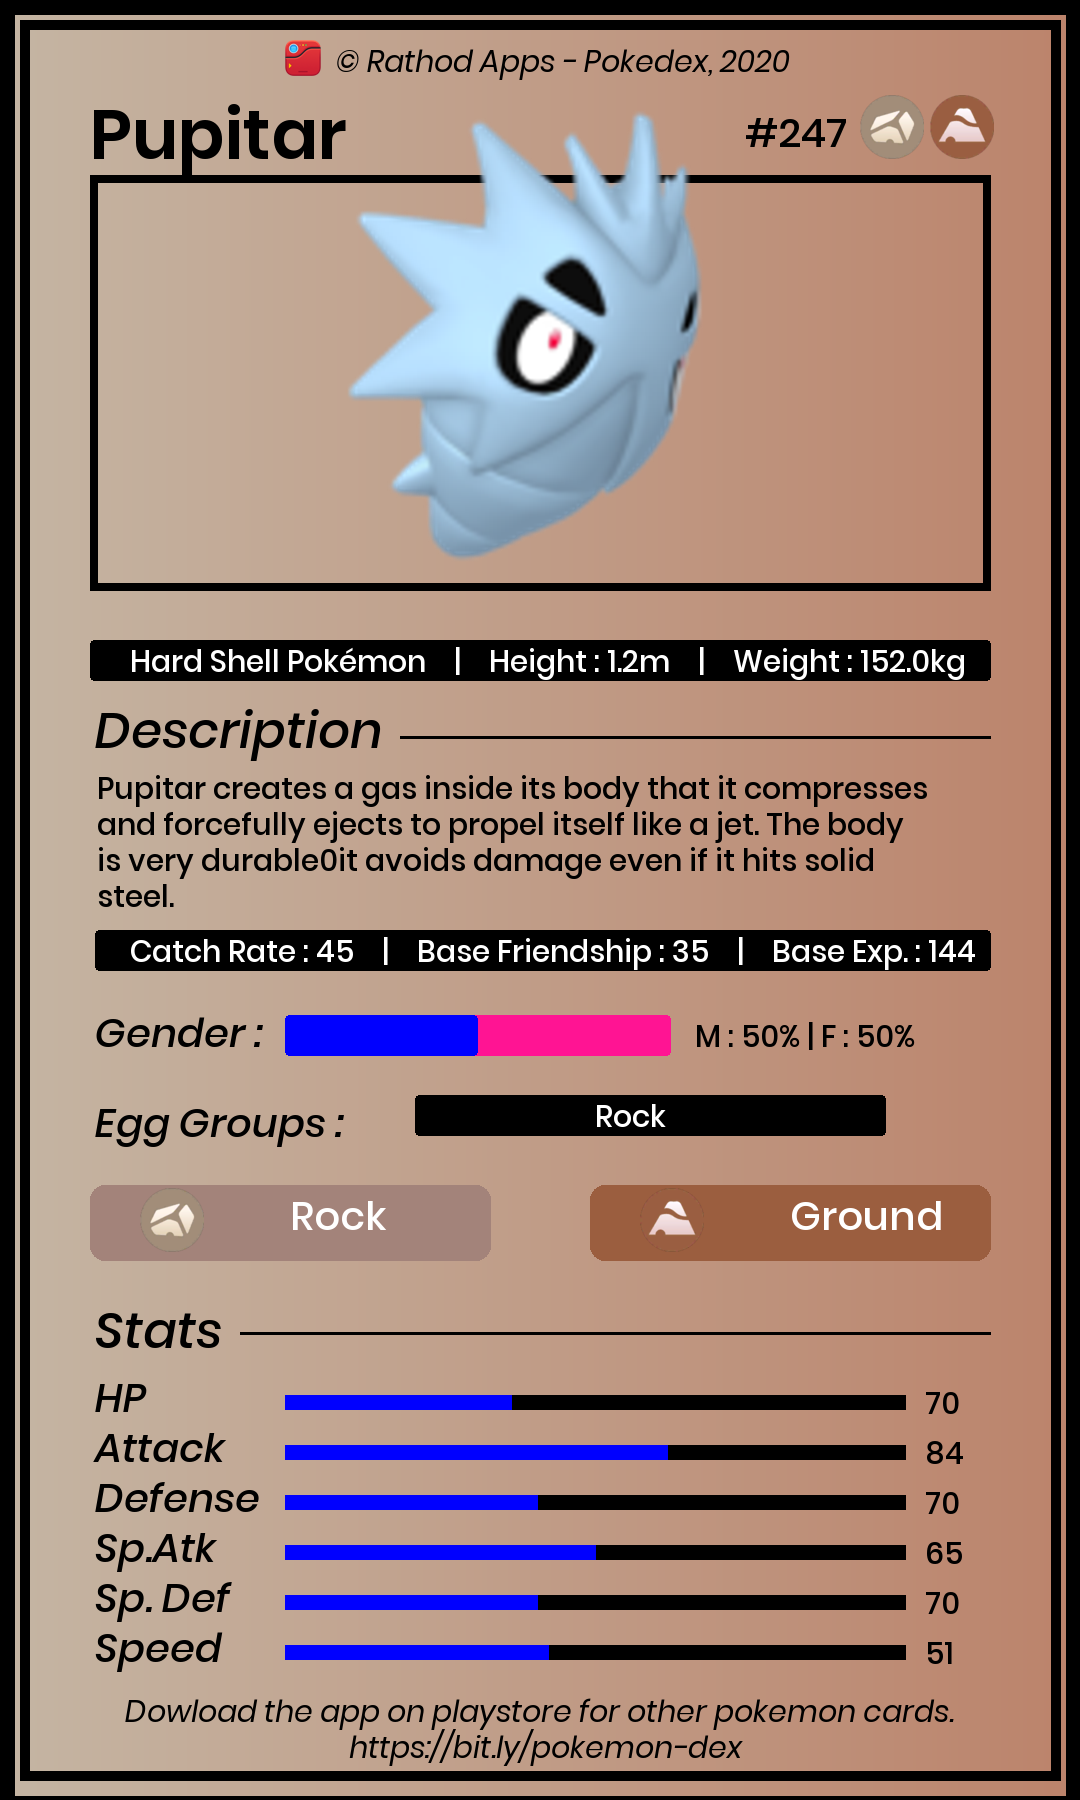 © Rathod Apps - Pokedex, 2020
Pupitar
#247
Hard Shell Pokémon | Height : 1.2m | Weight : 152.0kg
Description
Pupitar creates a gas inside its body that it compresses
and forcefully ejects to propel itself like a jet. The body
is very durable0it avoids damage even if it hits solid
steel.
Catch Rate : 45 | Base Friendship : 35 | Base Exp. : 144
Gender : M : 50% | F : 50%
Egg Groups : Rock
Rock Ground
Stats
HP 70
Attack 84
Defense 70
Sp.Atk 65
Sp. Def 70
Speed 51
Dowload the app on playstore for other pokemon cards.
https://bit.ly/pokemon-dex